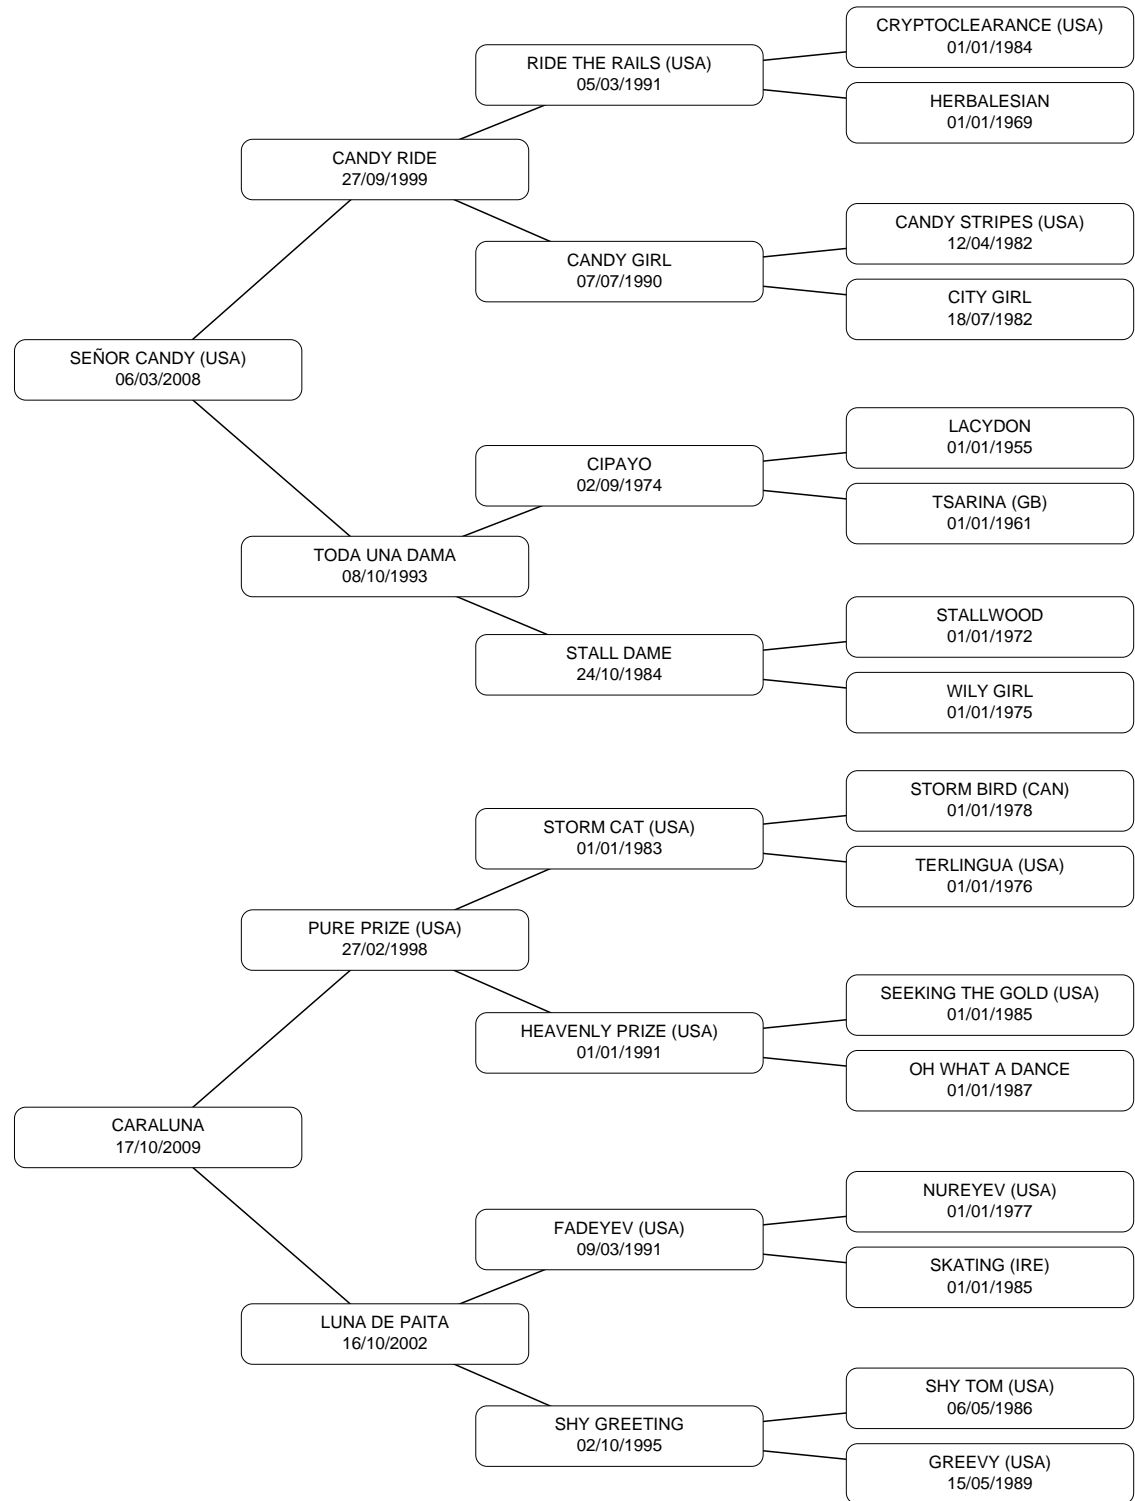 CRYPTOCLEARANCE (USA)
01/01/1984
RIDE THE RAILS (USA)
05/03/1991
HERBALESIAN
01/01/1969
CANDY RIDE
27/09/1999
CANDY STRIPES (USA)
12/04/1982
CANDY GIRL
07/07/1990
CITY GIRL
18/07/1982
SEÑOR CANDY (USA)
06/03/2008
LACYDON
01/01/1955
CIPAYO
02/09/1974
TSARINA (GB)
01/01/1961
TODA UNA DAMA
08/10/1993
STALLWOOD
01/01/1972
STALL DAME
24/10/1984
WILY GIRL
01/01/1975
STORM BIRD (CAN)
01/01/1978
STORM CAT (USA)
01/01/1983
TERLINGUA (USA)
01/01/1976
PURE PRIZE (USA)
27/02/1998
SEEKING THE GOLD (USA)
01/01/1985
HEAVENLY PRIZE (USA)
01/01/1991
OH WHAT A DANCE
01/01/1987
CARALUNA
17/10/2009
NUREYEV (USA)
01/01/1977
FADEYEV (USA)
09/03/1991
SKATING (IRE)
01/01/1985
LUNA DE PAITA
16/10/2002
SHY TOM (USA)
06/05/1986
SHY GREETING
02/10/1995
GREEVY (USA)
15/05/1989